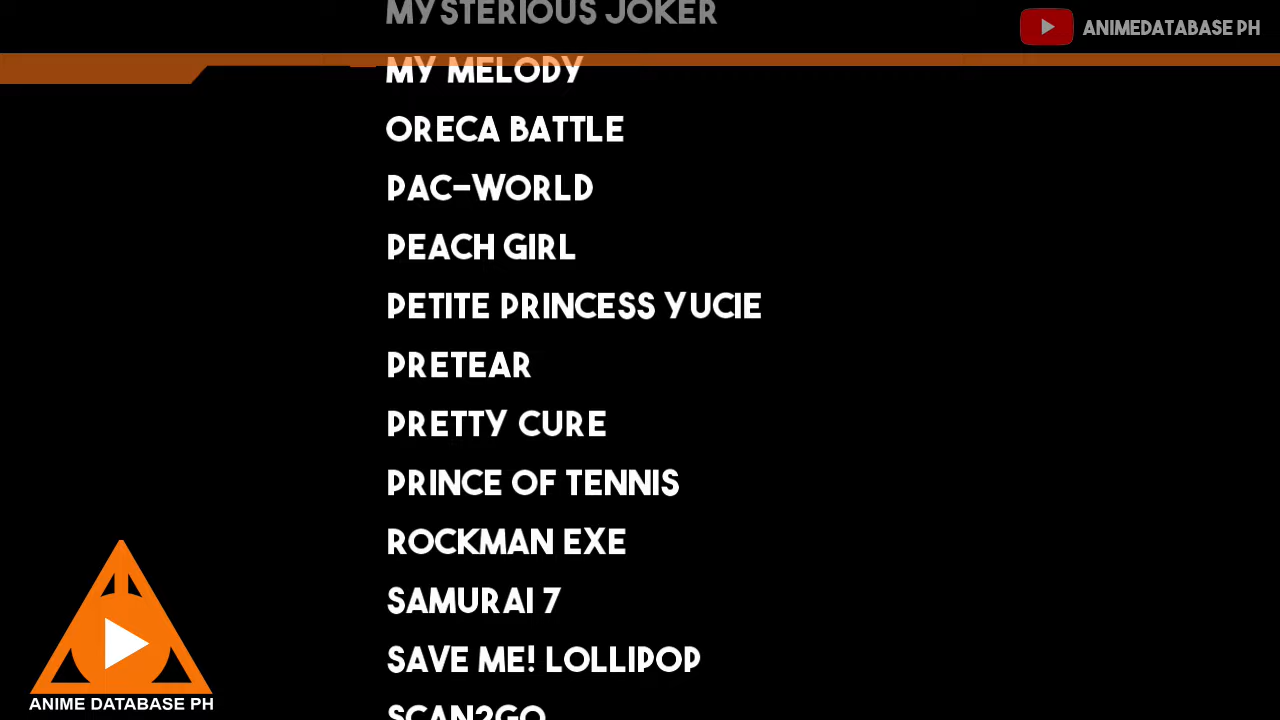 MYSTERIOUS JOKER
ANIMEDATABASE PH
MY MELODY
ORECA BATTLE
PAC-WORLD
PEACH GIRL
PETITE PRINCESS YUCIE
PRETEAR
PRETTY CURE
PRINCE OF TENNIS
ROCKMAN EXE
SAMURAI 7
SAVE ME! LOLLIPOP
ANIME DATABASE PH
SCAN2GO